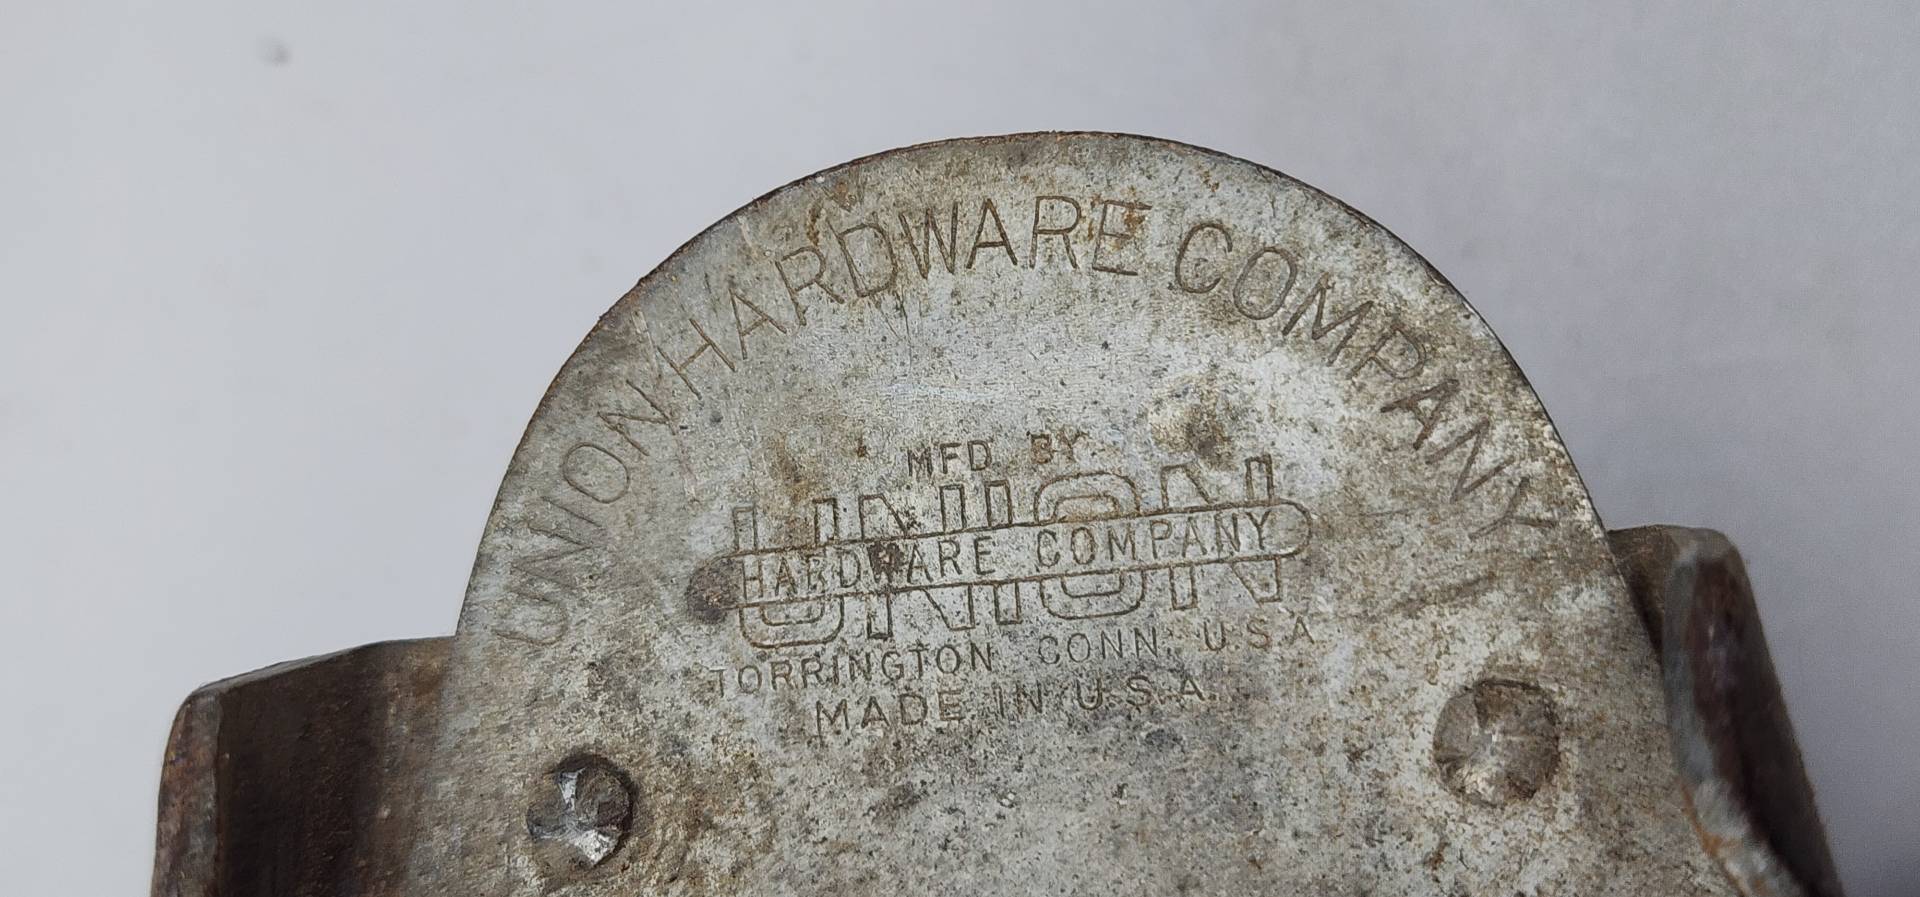 UNION HARDWARE COMPANY
MFD BY
UNION
HARDWARE COMPANY
TORRINGTON CONN. U.S.A
MADE IN U.S.A.